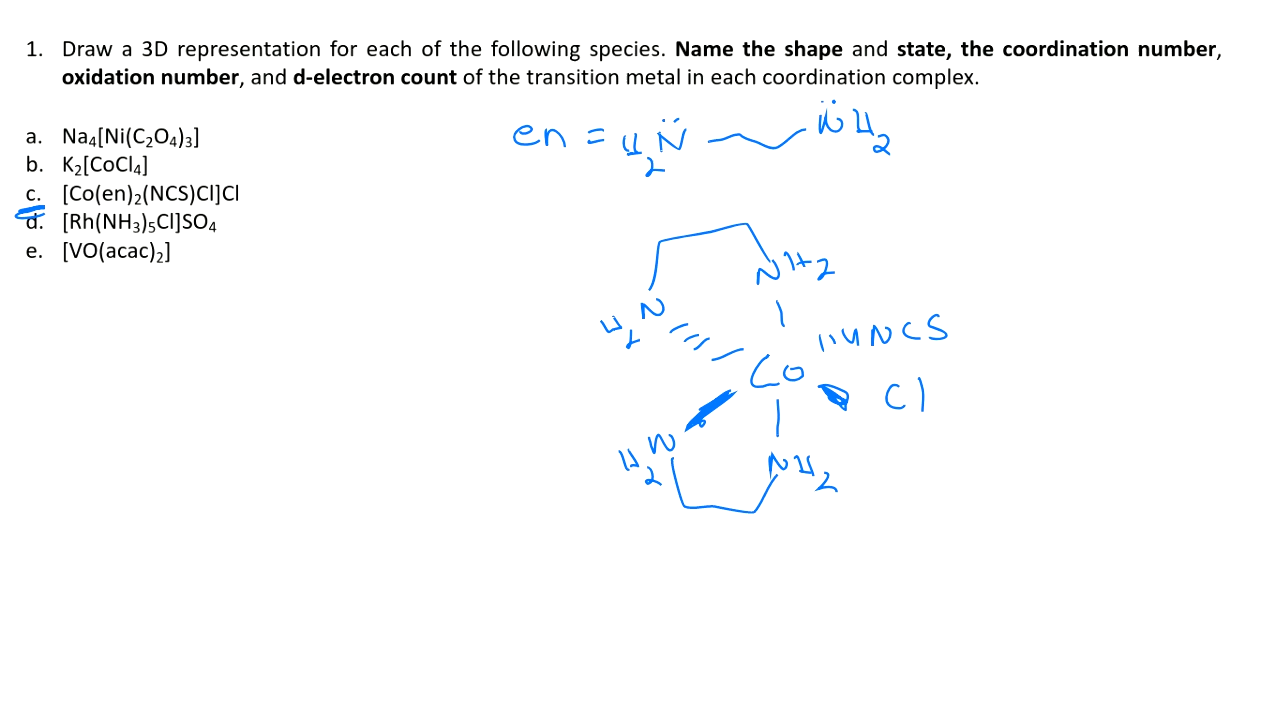 1. Draw a 3D representation for each of the following species. Name the shape and state, the coordination number,
oxidation number, and d-electron count of the transition metal in each coordination complex.
a. Na₄[Ni(C₂O₄)₃]
b. K₂[CoCl₄]
c. [Co(en)₂(NCS)Cl]Cl
d. [Rh(NH₃)₅Cl]SO₄
e. [VO(acac)₂]
en = H₂N NH₂
NH₂
H₂N
NCS
Co
Cl
H₂N
NH₂